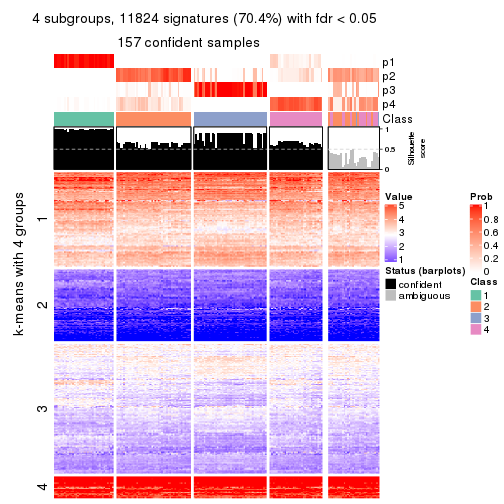 4 subgroups, 11824 signatures (70.4%) with fdr < 0.05
157 confident samples
p1
p2
p3
p4
Class
1
0.5
0
Silhouette
score
k-means with 4 groups
1
2
3
4
Value
5
4
3
2
1
Status (barplots)
confident
ambiguous
Prob
1
0.8
0.6
0.4
0.2
0
Class
1
2
3
4